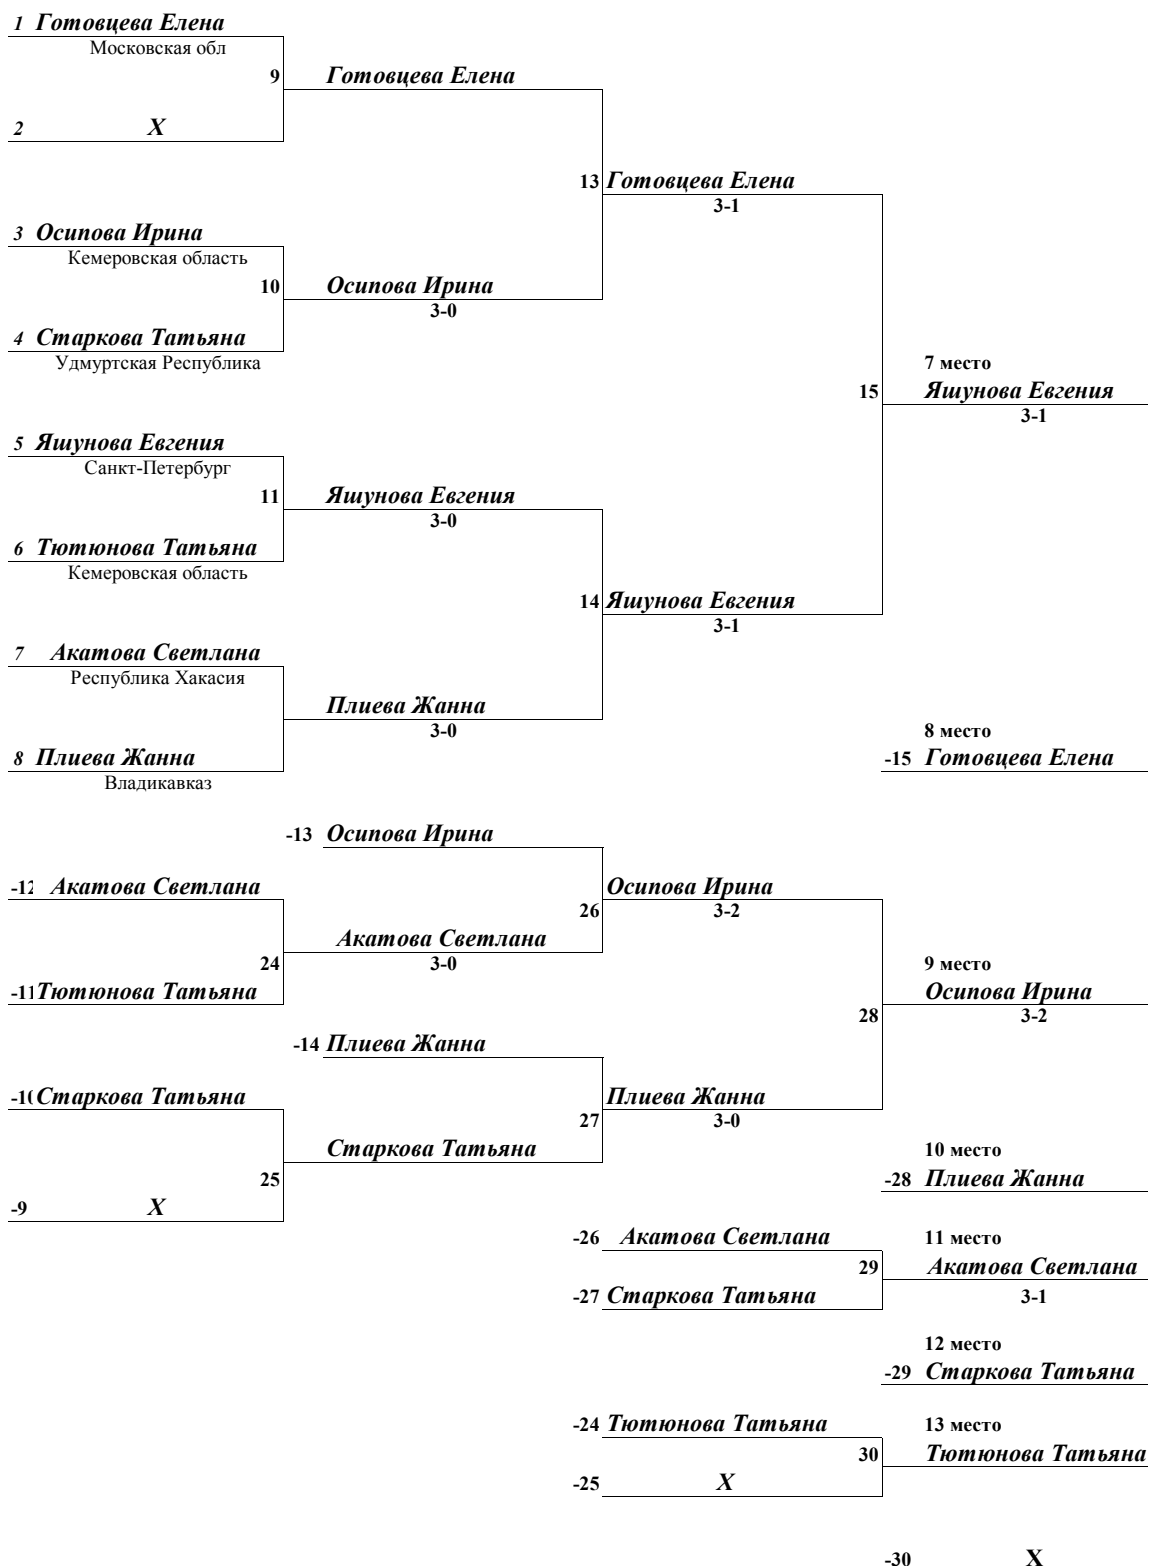 1 Готовцева Елена
Московская обл
9 Готовцева Елена
2 X
13 Готовцева Елена
3-1
3 Осипова Ирина
Кемеровская область
10 Осипова Ирина
3-0
4 Старкова Татьяна
Удмуртская Республика
7 место
15 Яшунова Евгения
3-1
5 Яшунова Евгения
Санкт-Петербург
11 Яшунова Евгения
3-0
6 Тютюнова Татьяна
Кемеровская область
14 Яшунова Евгения
3-1
7 Акатова Светлана
Республика Хакасия
Плиева Жанна
3-0
8 место
8 Плиева Жанна
-15 Готовцева Елена
Владикавказ
-13 Осипова Ирина
-12 Акатова Светлана
Осипова Ирина
26 3-2
Акатова Светлана
24 3-0
9 место
-11 Тютюнова Татьяна
Осипова Ирина
28 3-2
-14 Плиева Жанна
-10 Старкова Татьяна
Плиева Жанна
27 3-0
Старкова Татьяна
10 место
25
-28 Плиева Жанна
-9 X
-26 Акатова Светлана
11 место
29 Акатова Светлана
-27 Старкова Татьяна
3-1
12 место
-29 Старкова Татьяна
-24 Тютюнова Татьяна
13 место
30 Тютюнова Татьяна
-25 X
-30 X